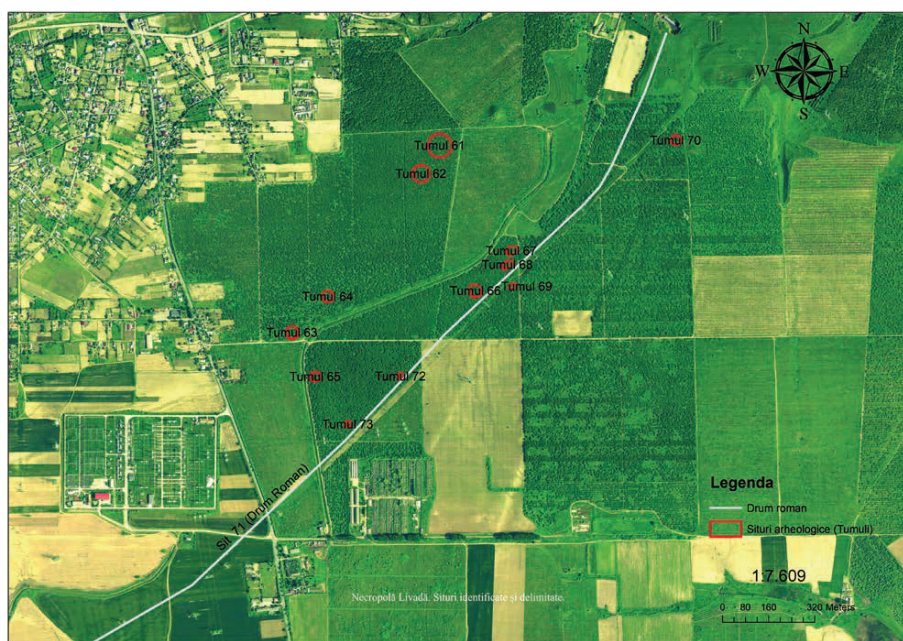 N
W E
S
Tumul 61
Tumul 70
Tumul 62
Tumul 67
Tumul 68
Tumul 66
Tumul 69
Tumul 64
Tumul 63
Tumul 65
Tumul 72
Tumul 73
Sit 71 (Drum Roman)
Legenda
Drum roman
Situri arheologice (Tumuli)
1:7.609
0 80 160 320 Meters
Necropolă Livadă. Situri identificate și delimitate.